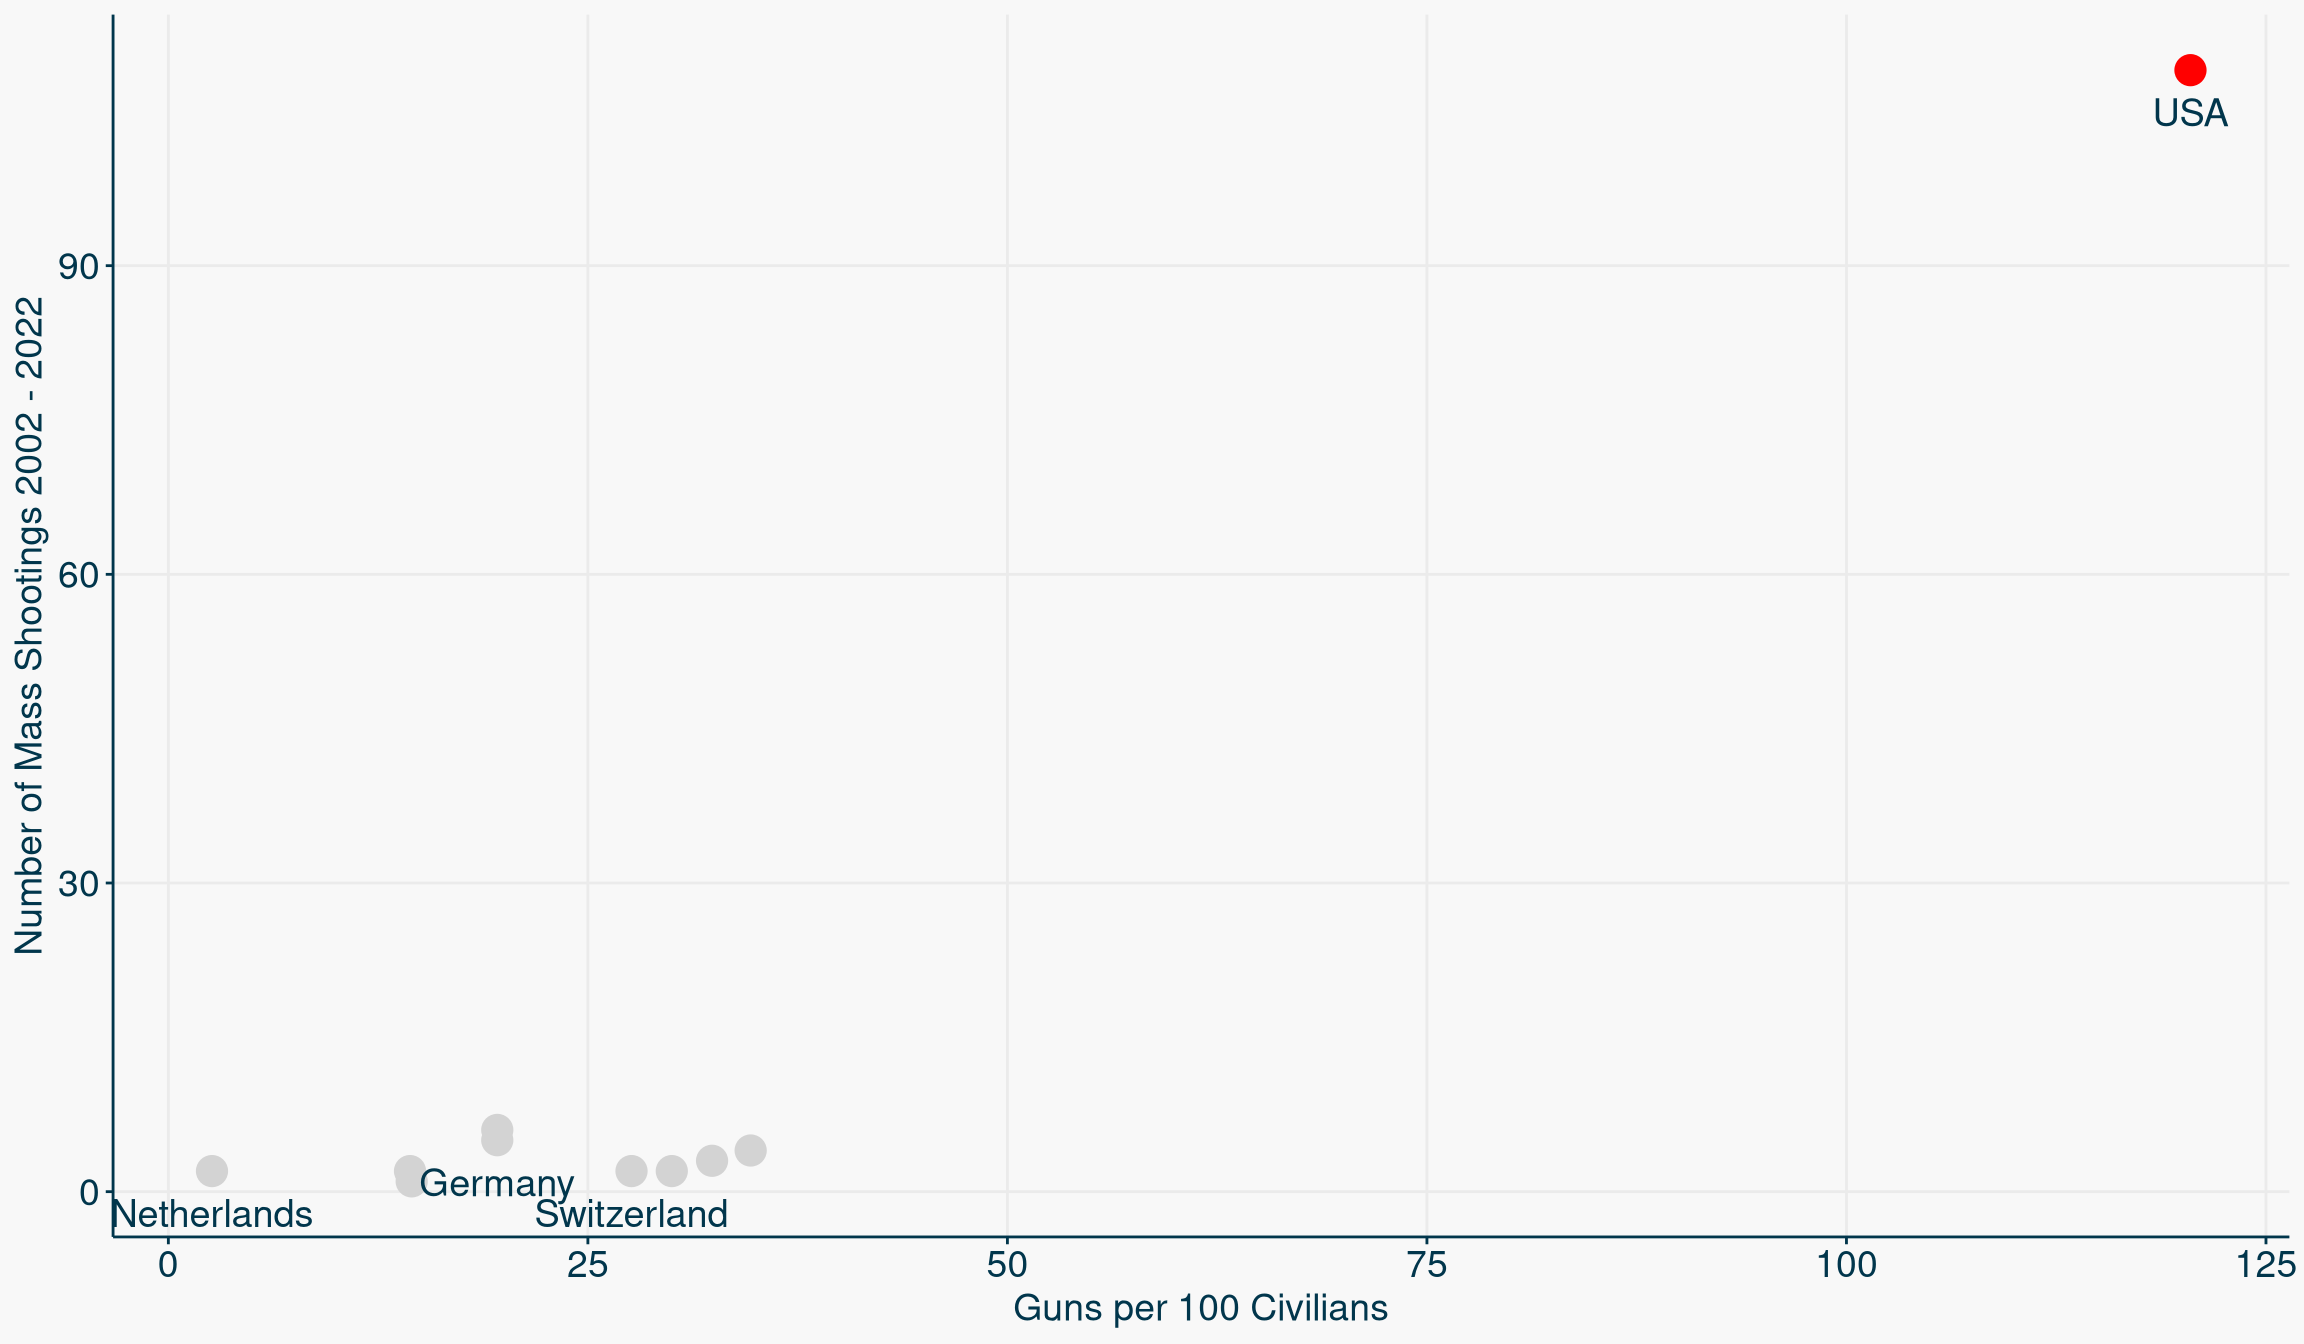 USA
90
60
30
0
Number of Mass Shootings 2002 - 2022
Germany
Netherlands
Switzerland
0
25
50
75
100
125
Guns per 100 Civilians